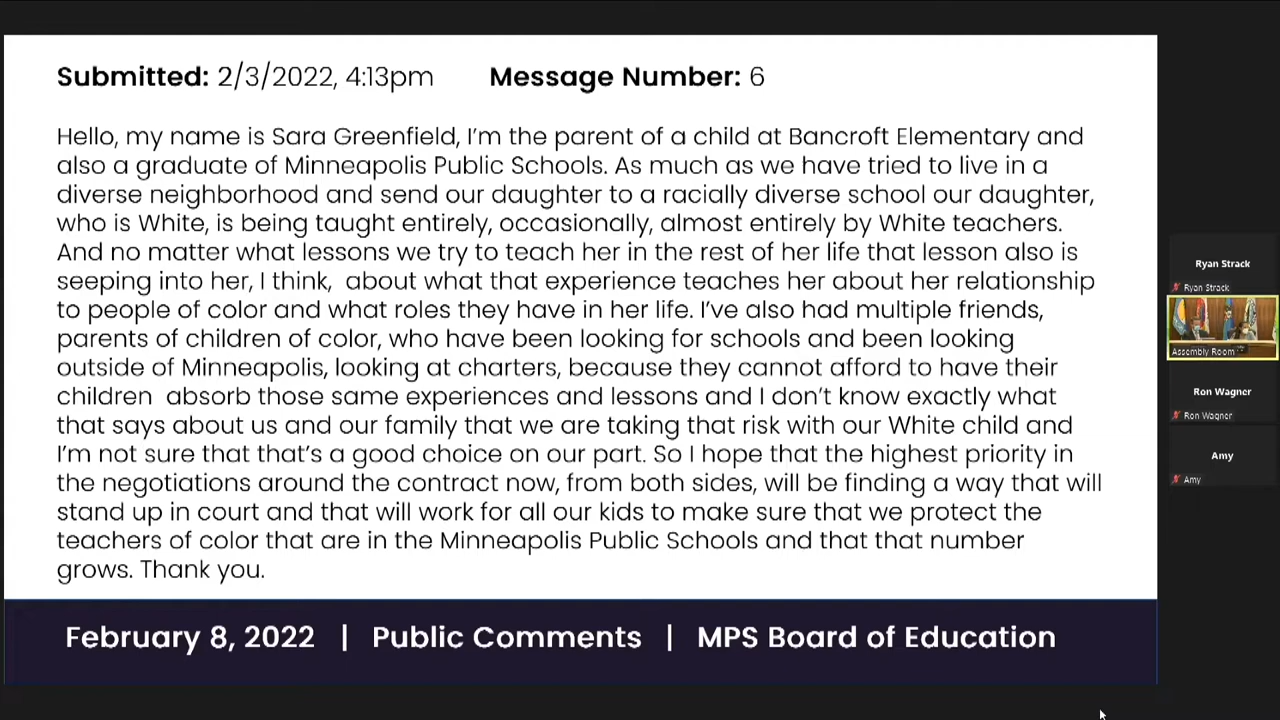 Submitted: 2/3/2022, 4:13pm Message Number: 6
Hello, my name is Sara Greenfield, I'm the parent of a child at Bancroft Elementary and
also a graduate of Minneapolis Public Schools. As much as we have tried to live in a
diverse neighborhood and send our daughter to a racially diverse school our daughter,
who is White, is being taught entirely, occasionally, almost entirely by White teachers.
And no matter what lessons we try to teach her in the rest of her life that lesson also is
seeping into her, I think,  about what that experience teaches her about her relationship
to people of color and what roles they have in her life. I've also had multiple friends,
parents of children of color, who have been looking for schools and been looking
outside of Minneapolis, looking at charters, because they cannot afford to have their
children  absorb those same experiences and lessons and I don't know exactly what
that says about us and our family that we are taking that risk with our White child and
I'm not sure that that's a good choice on our part. So I hope that the highest priority in
the negotiations around the contract now, from both sides, will be finding a way that will
stand up in court and that will work for all our kids to make sure that we protect the
teachers of color that are in the Minneapolis Public Schools and that that number
grows. Thank you.
February 8, 2022 | Public Comments | MPS Board of Education
Ryan Strack
Ryan Strack
Assembly Room
Ron Wagner
Ron Wagner
Amy
Amy